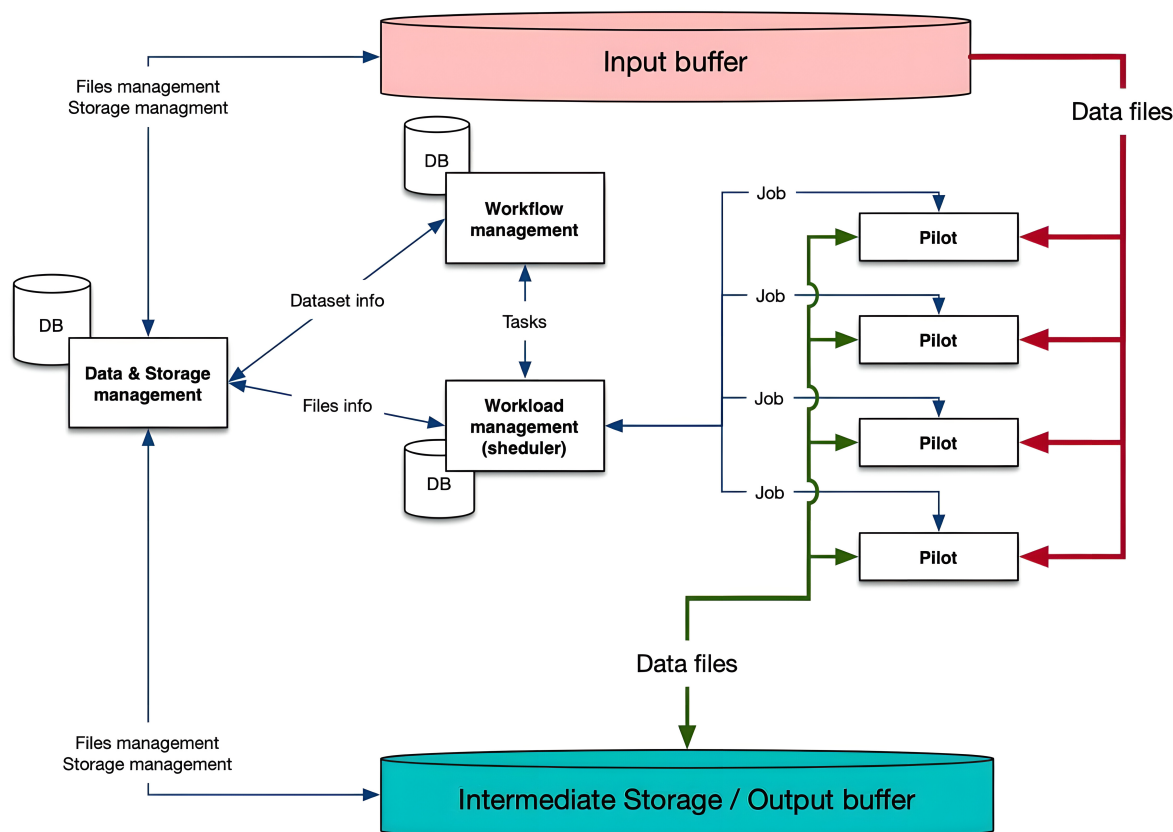 Input buffer
Files management
Storage managment
Data files
DB
Workflow
management
Job
Pilot
DB
Dataset info
Tasks
Job
Pilot
Data & Storage
management
Files info
Workload
management
(sheduler)
DB
Job
Pilot
Job
Pilot
Data files
Files management
Storage management
Intermediate Storage / Output buffer